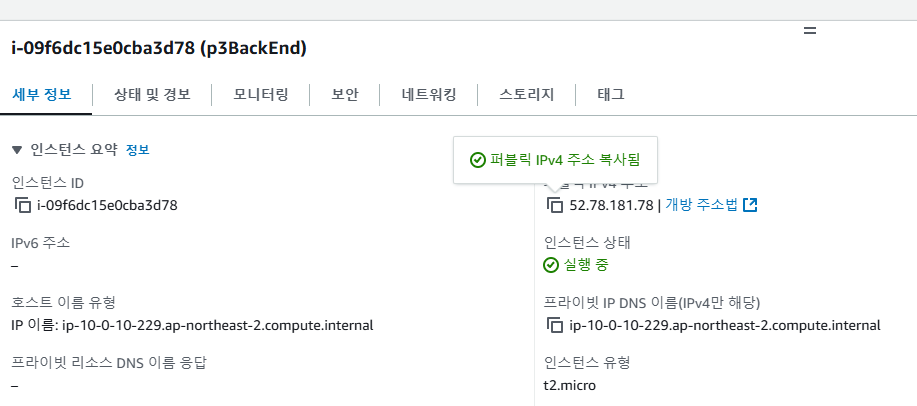 i-09f6dc15e0cba3d78 (p3BackEnd)
세부 정보 상태 및 경보 모니터링 보안 네트워킹 스토리지 태그
▼ 인스턴스 요약 정보
퍼블릭 IPv4 주소 복사됨
인스턴스 ID
퍼블릭 IPv4 주소
i-09f6dc15e0cba3d78
52.78.181.78 | 개방 주소법
IPv6 주소
인스턴스 상태
–
실행 중
호스트 이름 유형
프라이빗 IP DNS 이름(IPv4만 해당)
IP 이름: ip-10-0-10-229.ap-northeast-2.compute.internal
ip-10-0-10-229.ap-northeast-2.compute.internal
프라이빗 리소스 DNS 이름 응답
인스턴스 유형
–
t2.micro